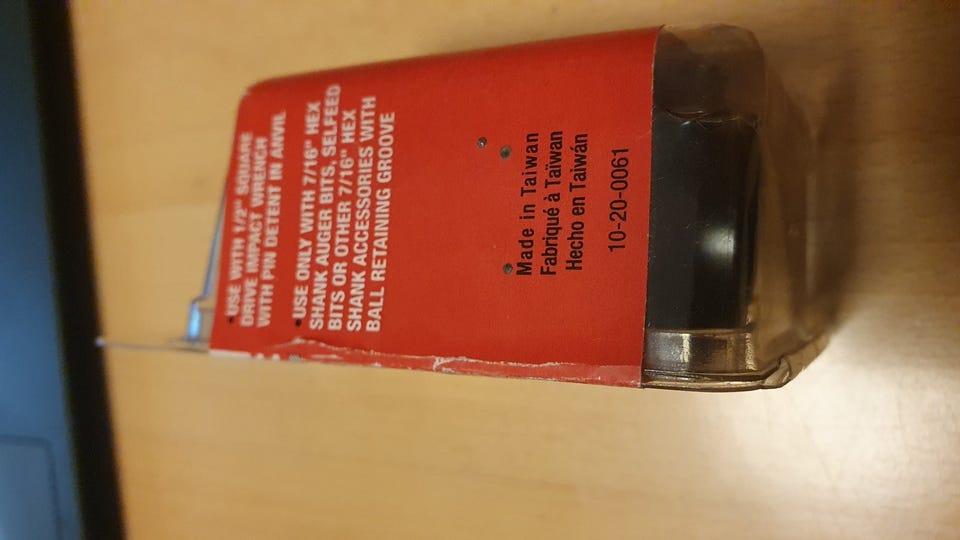 •USE WITH 1/2" SQUARE
DRIVE IMPACT WRENCH
WITH PIN DETENT IN ANVIL
•USE ONLY WITH 7/16" HEX
SHANK AUGER BITS, SELFEED
BITS OR OTHER 7/16" HEX
SHANK ACCESSORIES WITH
BALL RETAINING GROOVE
Made in Taiwan
Fabriqué à Taïwan
Hecho en Taiwán
10-20-0061